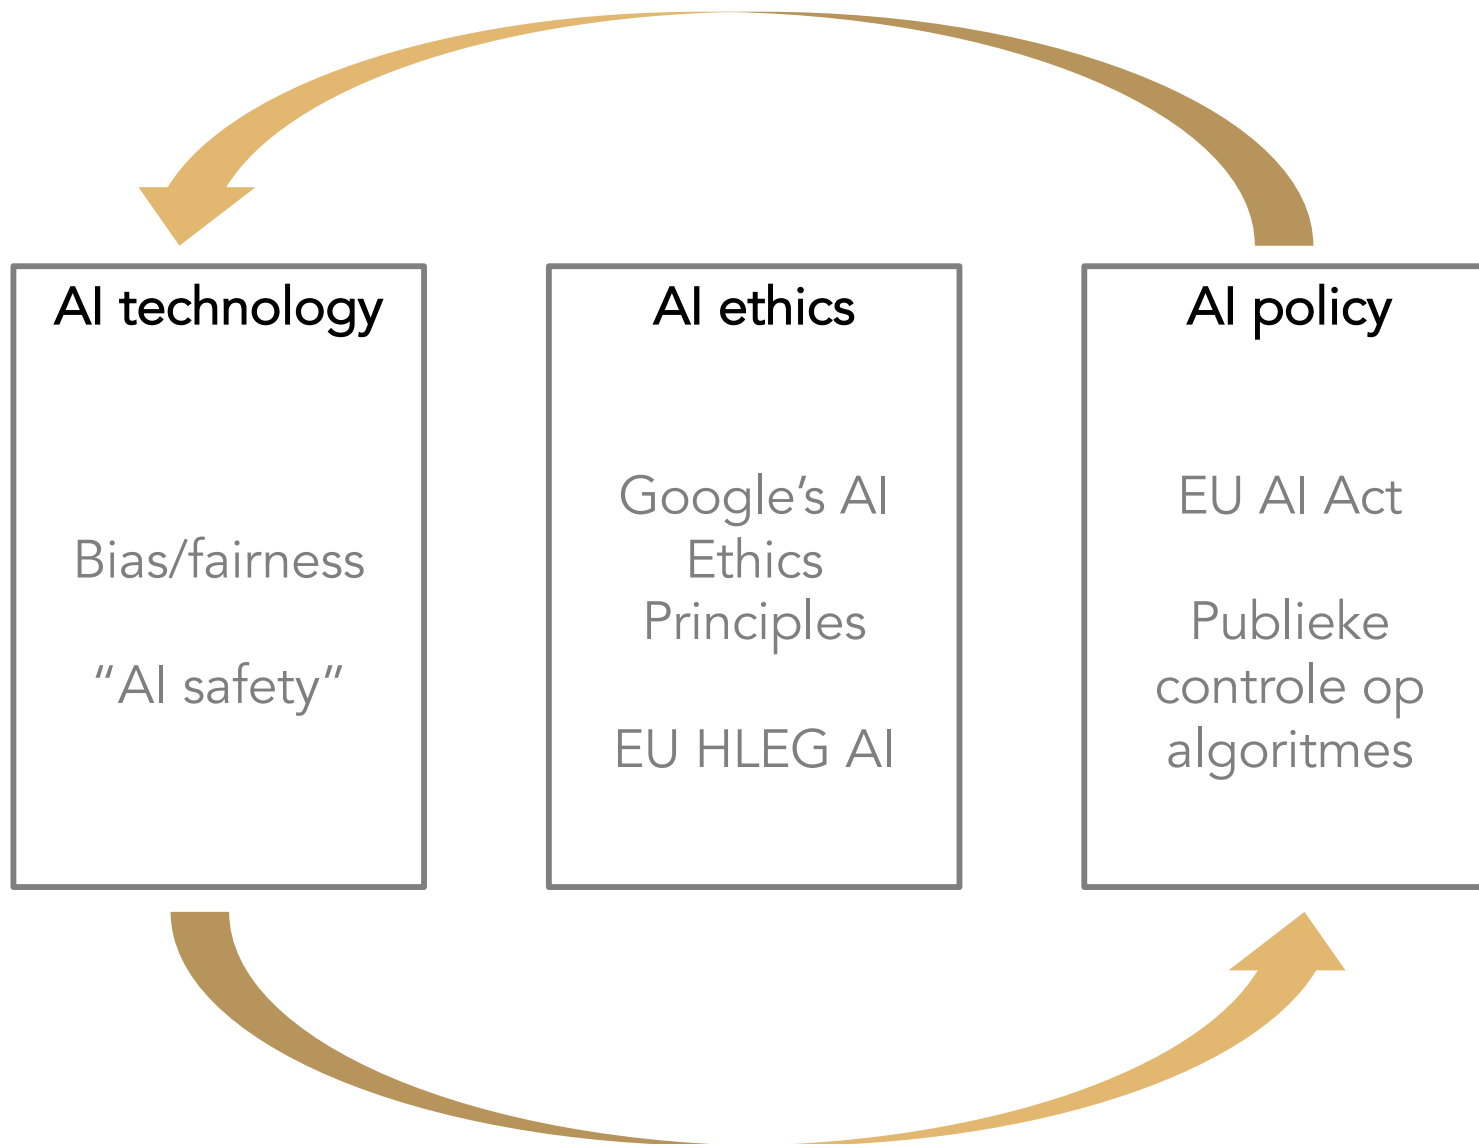 AI technology
Bias/fairness
“AI safety”
AI ethics
Google’s AI
Ethics
Principles
EU HLEG AI
AI policy
EU AI Act
Publieke
controle op
algoritmes